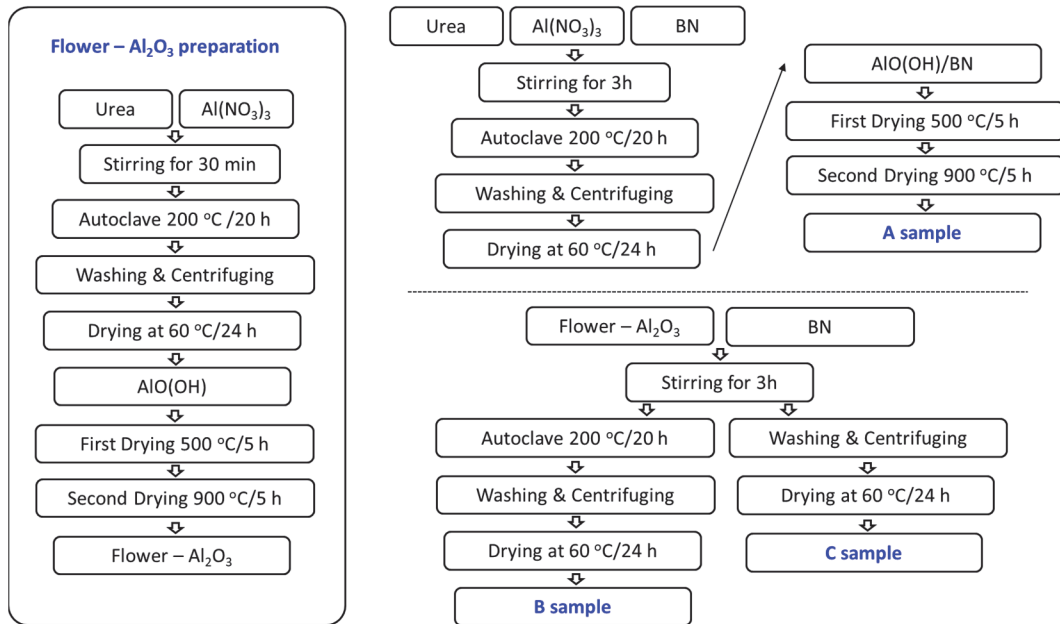 Flower – Al₂O₃ preparation
Urea
Al(NO₃)₃
Stirring for 30 min
Autoclave 200 °C /20 h
Washing & Centrifuging
Drying at 60 °C/24 h
AlO(OH)
First Drying 500 °C/5 h
Second Drying 900 °C/5 h
Flower – Al₂O₃
Urea
Al(NO₃)₃
BN
Stirring for 3h
Autoclave 200 °C/20 h
Washing & Centrifuging
Drying at 60 °C/24 h
AlO(OH)/BN
First Drying 500 °C/5 h
Second Drying 900 °C/5 h
A sample
Flower – Al₂O₃
BN
Stirring for 3h
Autoclave 200 °C/20 h
Washing & Centrifuging
Drying at 60 °C/24 h
B sample
Washing & Centrifuging
Drying at 60 °C/24 h
C sample